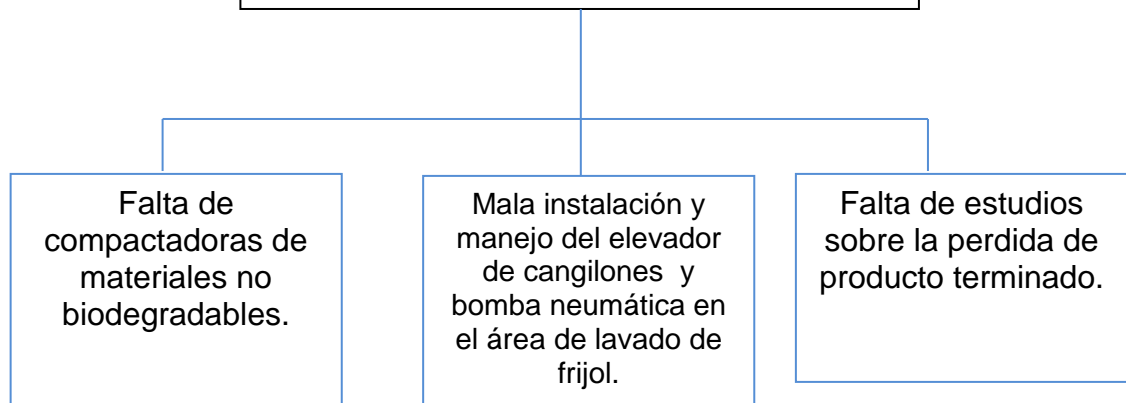 Falta de
compactadoras de
materiales no
biodegradables.
Mala instalación y
manejo del elevador
de cangilones  y
bomba neumática en
el área de lavado de
frijol.
Falta de estudios
sobre la perdida de
producto terminado.